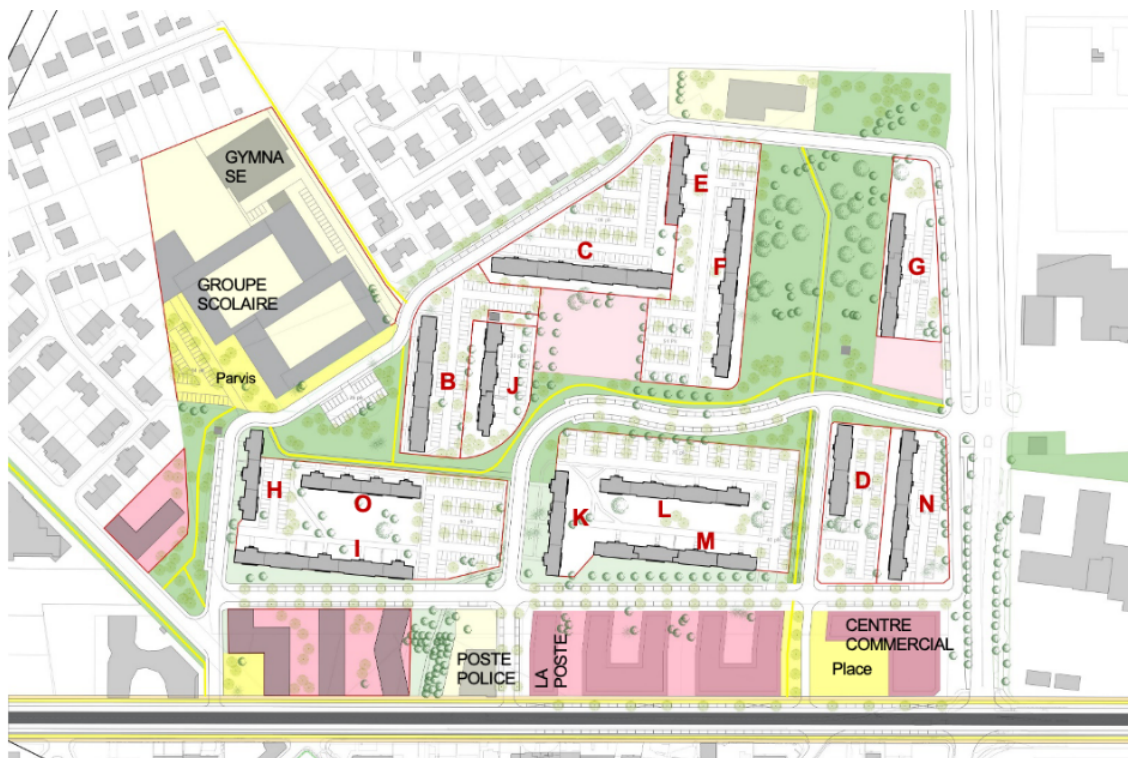 GYMNA
SE
E
C
F
G
GROUPE
SCOLAIRE
Parvis
B
J
H
O
I
K
L
M
D
N
POSTE
POLICE
LA
POSTE
CENTRE
COMMERCIAL
Place